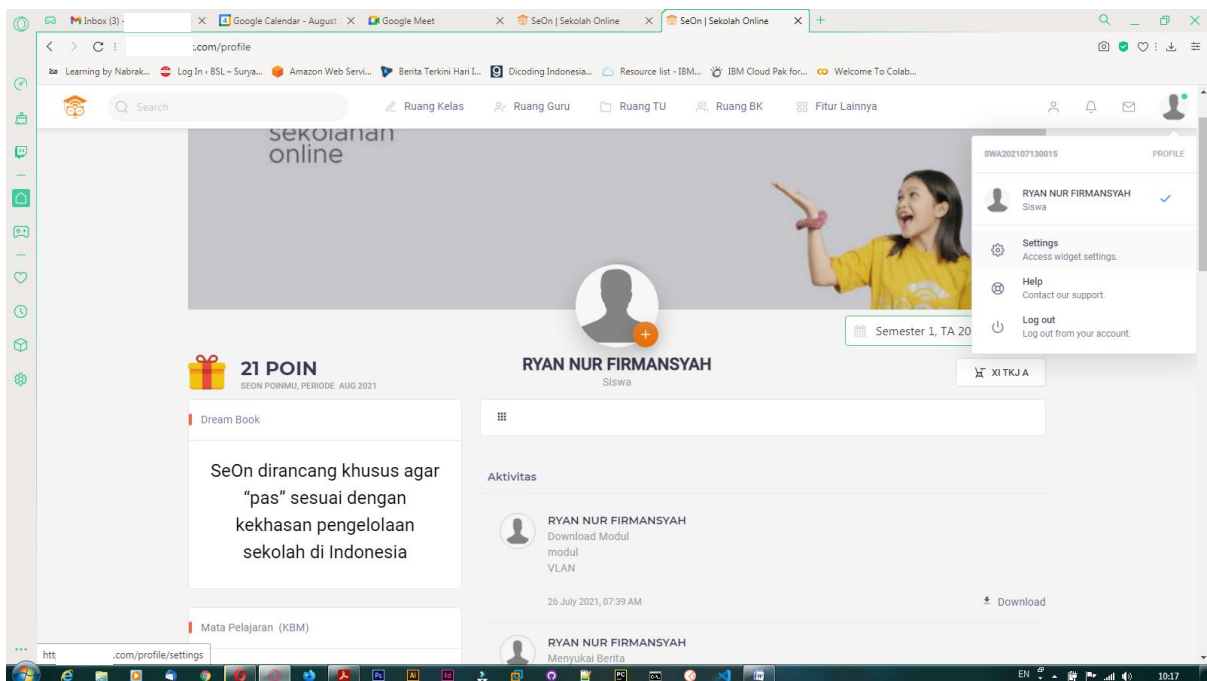 Inbox (3) -
Google Calendar - August
Google Meet
SeOn | Sekolah Online
SeOn | Sekolah Online
.com/profile
Learning by Nabrak...
Log In ‹ BSL – Surya...
Amazon Web Servi...
Berita Terkini Hari I...
Dicoding Indonesia...
Resource list - IBM...
IBM Cloud Pak for...
Welcome To Colab...
Search
Ruang Kelas
Ruang Guru
Ruang TU
Ruang BK
Fitur Lainnya
sekolahan
online
SWA202107130015
PROFILE
RYAN NUR FIRMANSYAH
Siswa
Settings
Access widget settings.
Help
Contact our support.
Log out
Log out from your account.
Semester 1, TA 20
21 POIN
SEON POINMU, PERIODE AUG 2021
RYAN NUR FIRMANSYAH
Siswa
XI TKJ A
Dream Book
SeOn dirancang khusus agar
“pas” sesuai dengan
kekhasan pengelolaan
sekolah di Indonesia
Aktivitas
RYAN NUR FIRMANSYAH
Download Modul
modul
VLAN
26 July 2021, 07:39 AM
Download
Mata Pelajaran (KBM)
RYAN NUR FIRMANSYAH
Menyukai Berita
htt
.com/profile/settings
EN
10:17